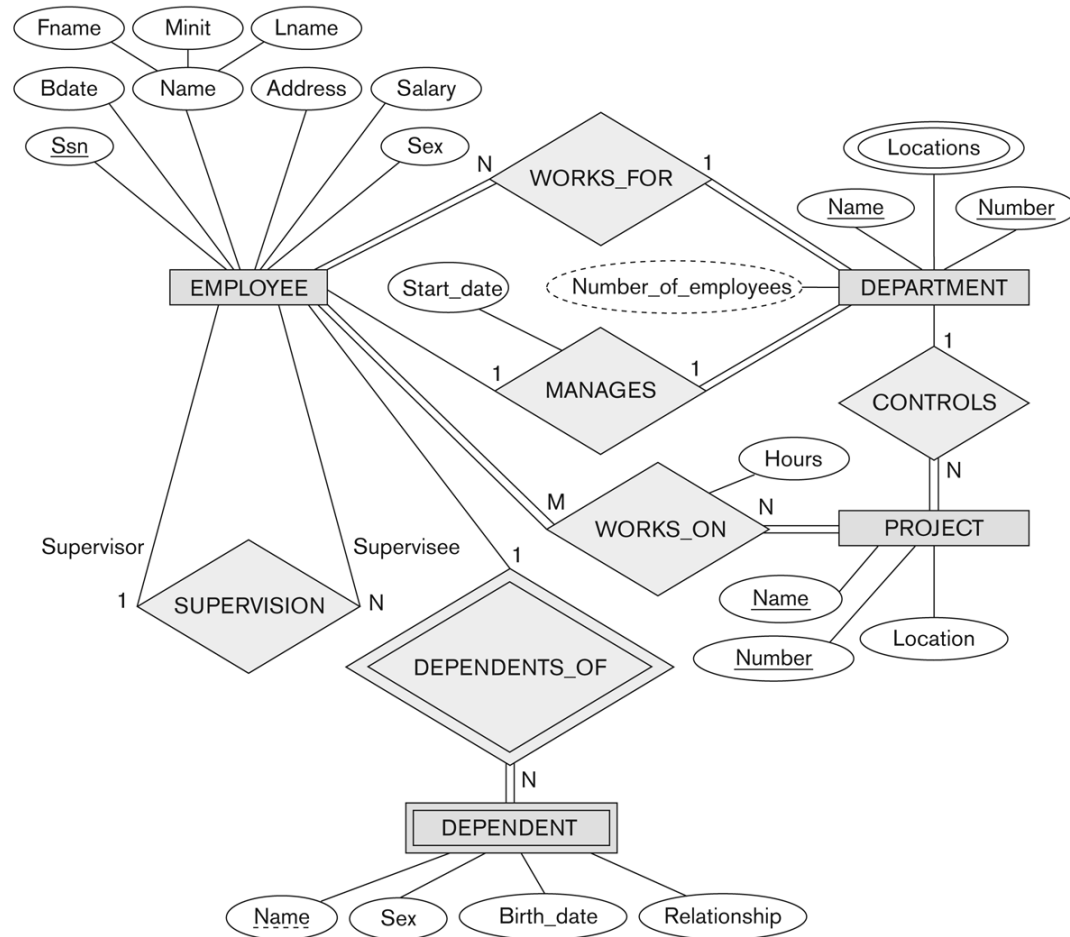 Fname
Minit
Lname
Bdate
Name
Address
Salary
Ssn
Sex
N
WORKS_FOR
1
Locations
Name
Number
EMPLOYEE
Start_date
Number_of_employees
DEPARTMENT
1
MANAGES
1
1
CONTROLS
N
Hours
M
WORKS_ON
N
PROJECT
Supervisor
Supervisee
1
SUPERVISION
N
1
Name
Number
Location
DEPENDENTS_OF
N
DEPENDENT
Name
Sex
Birth_date
Relationship